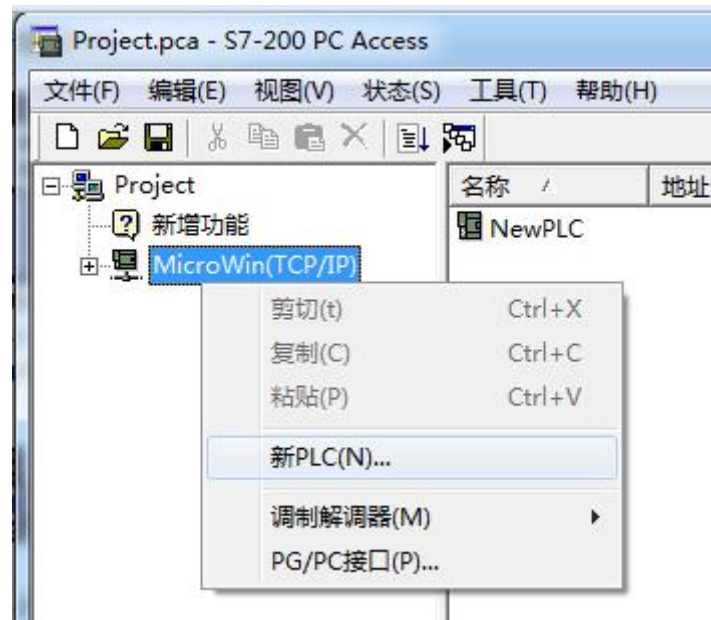 Project.pca - S7-200 PC Access
文件(F) 编辑(E) 视图(V) 状态(S) 工具(T) 帮助(H)
Project
新增功能
MicroWin(TCP/IP)
名称 / 地址
NewPLC
剪切(t) Ctrl+X
复制(C) Ctrl+C
粘贴(P) Ctrl+V
新PLC(N)...
调制解调器(M)
PG/PC接口(P)...